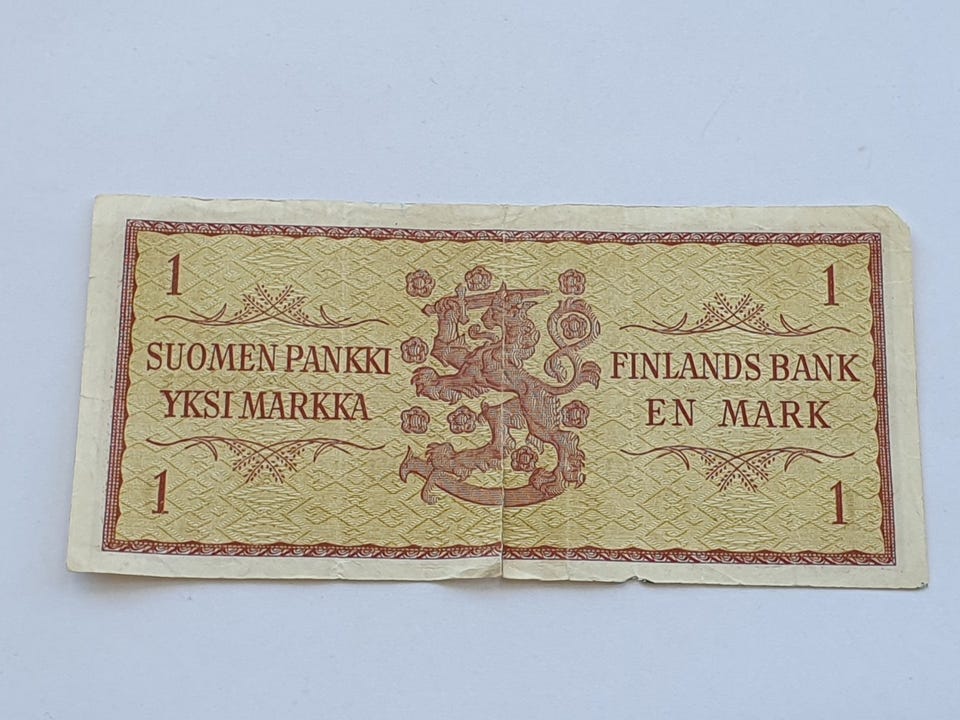 1
1
SUOMEN PANKKI
YKSI MARKKA
FINLANDS BANK
EN MARK
1
1